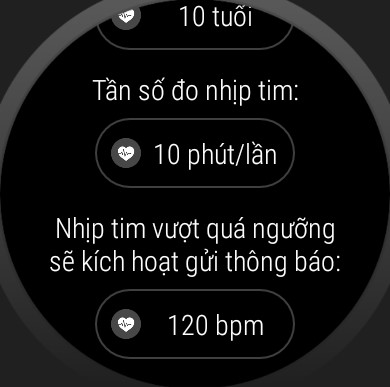 10 tuổi
Tần số đo nhịp tim:
10 phút/lần
Nhịp tim vượt quá ngưỡng
sẽ kích hoạt gửi thông báo:
120 bpm